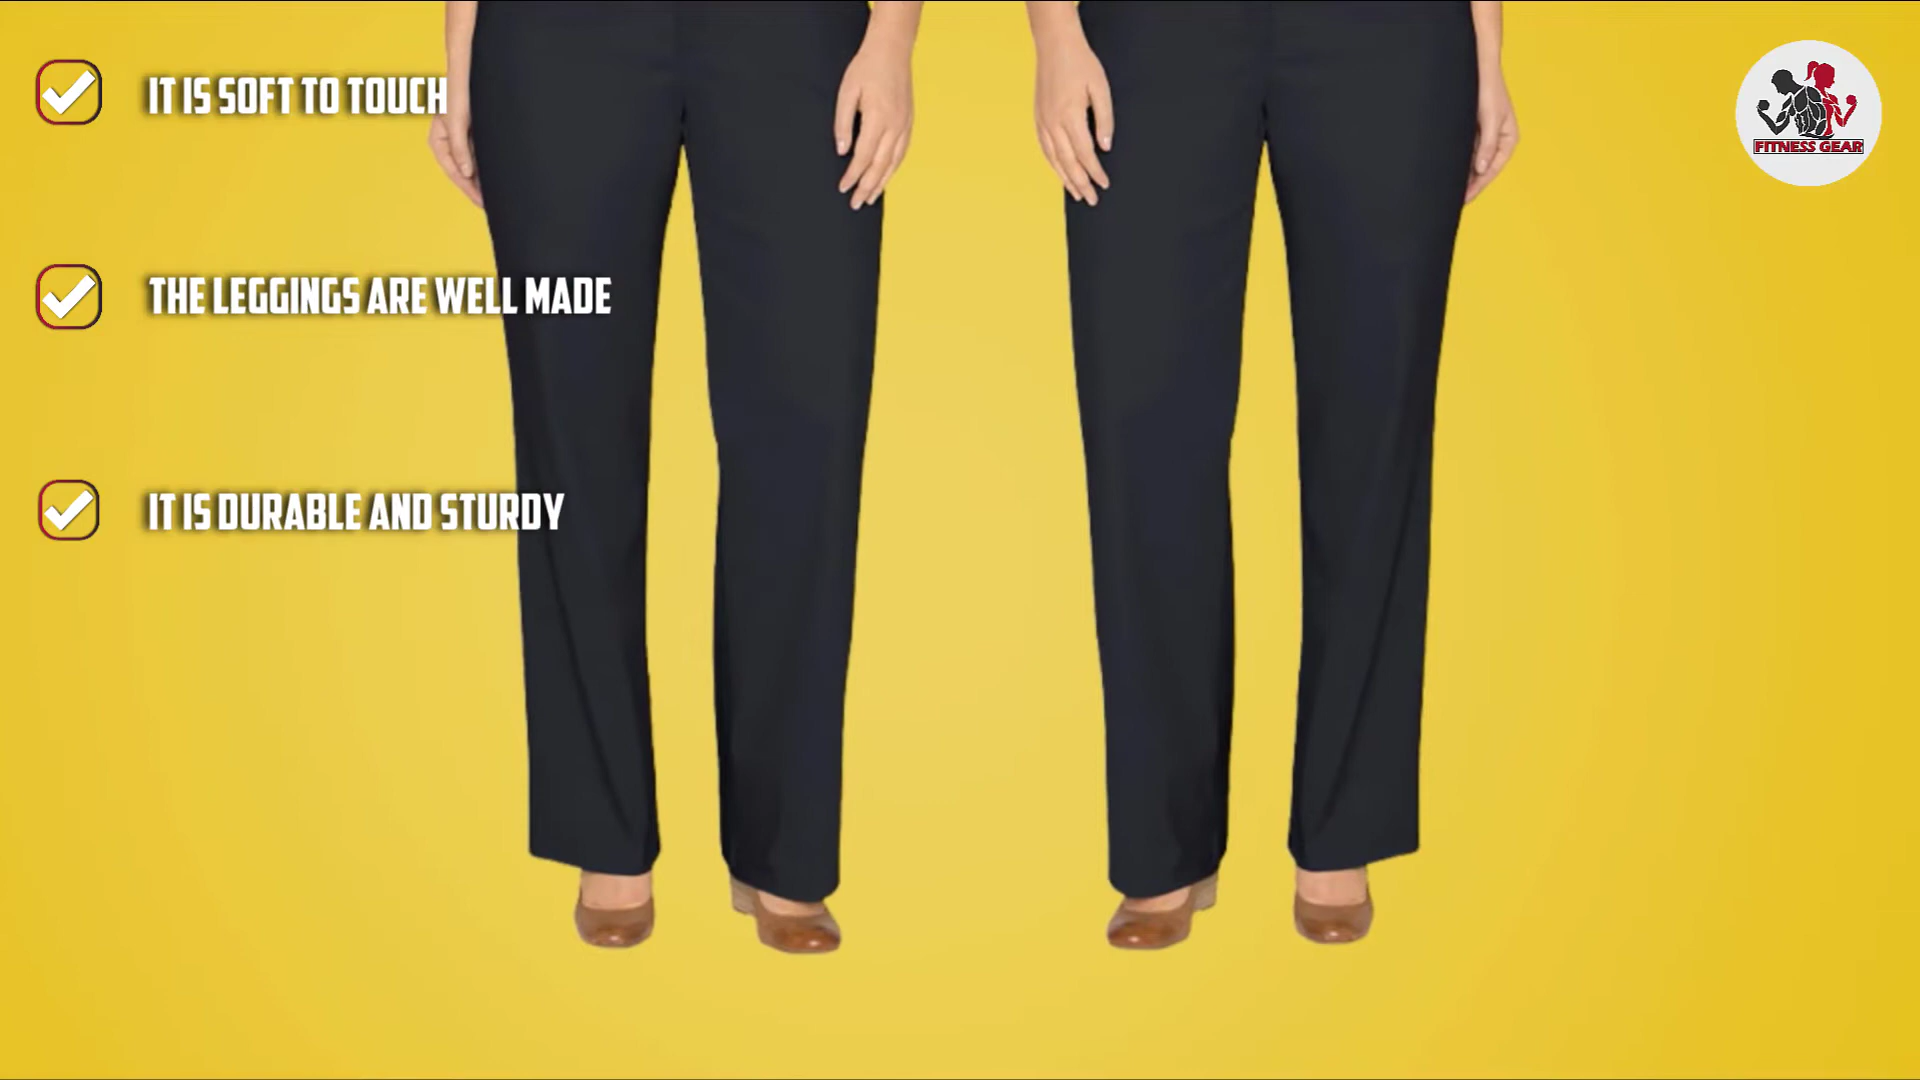 IT IS SOFT TO TOUCH
FITNESS GEAR
THE LEGGINGS ARE WELL MADE
IT IS DURABLE AND STURDY